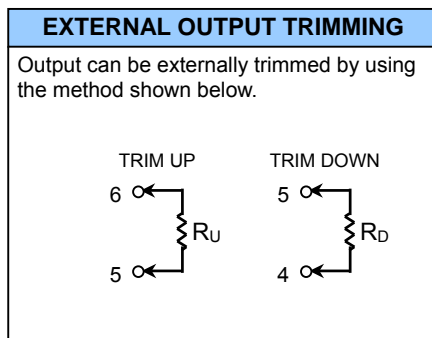 EXTERNAL OUTPUT TRIMMING
Output can be externally trimmed by using
the method shown below.
TRIM UP TRIM DOWN
6 5
RU RD
5 4